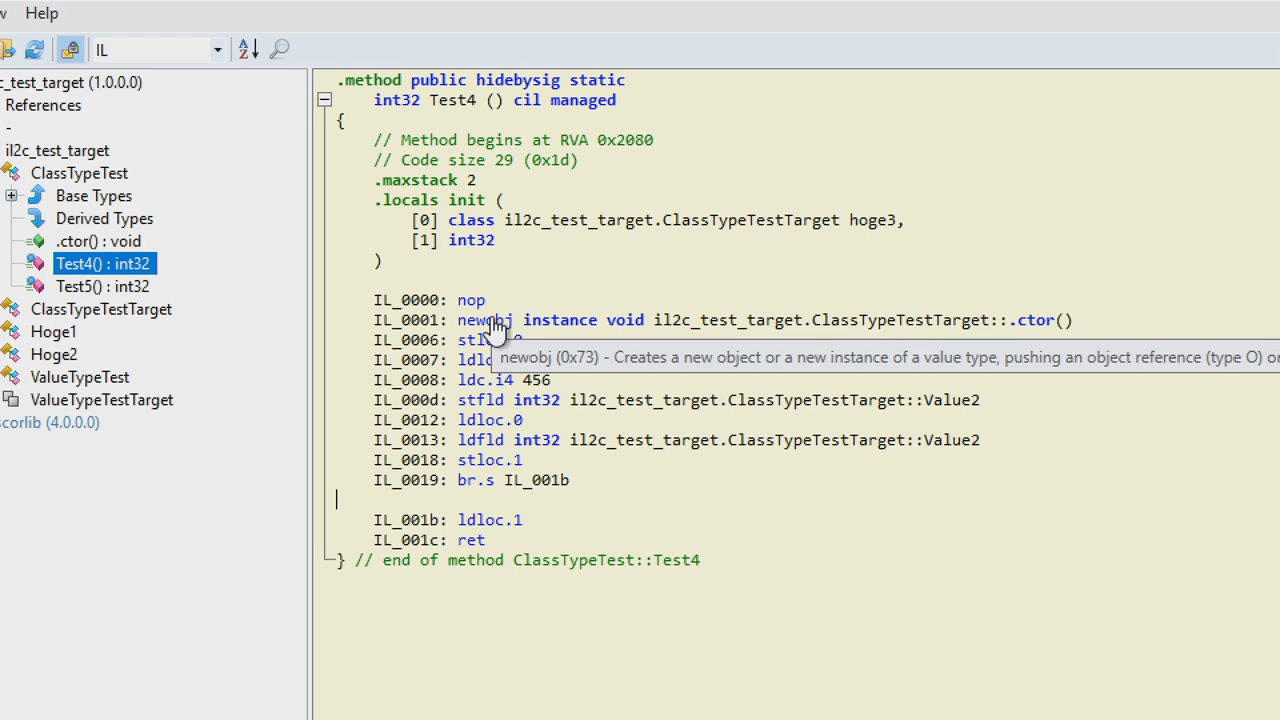 Help
IL
c_test_target (1.0.0.0)
References
-
il2c_test_target
ClassTypeTest
Base Types
Derived Types
.ctor() : void
Test4() : int32
Test5() : int32
ClassTypeTestTarget
Hoge1
Hoge2
ValueTypeTest
ValueTypeTestTarget
corlib (4.0.0.0)
.method public hidebysig static
int32 Test4 () cil managed
{
// Method begins at RVA 0x2080
// Code size 29 (0x1d)
.maxstack 2
.locals init (
[0] class il2c_test_target.ClassTypeTestTarget hoge3,
[1] int32
)
IL_0000: nop
IL_0001: newobj instance void il2c_test_target.ClassTypeTestTarget::.ctor()
IL_0006:
newobj (0x73) - Creates a new object or a new instance of a value type, pushing an object reference (type O)
IL_0007:
IL_0008: ldc.i4 456
IL_000d: stfld int32 il2c_test_target.ClassTypeTestTarget::Value2
IL_0012: ldloc.0
IL_0013: ldfld int32 il2c_test_target.ClassTypeTestTarget::Value2
IL_0018: stloc.1
IL_0019: br.s IL_001b
IL_001b: ldloc.1
IL_001c: ret
} // end of method ClassTypeTest::Test4